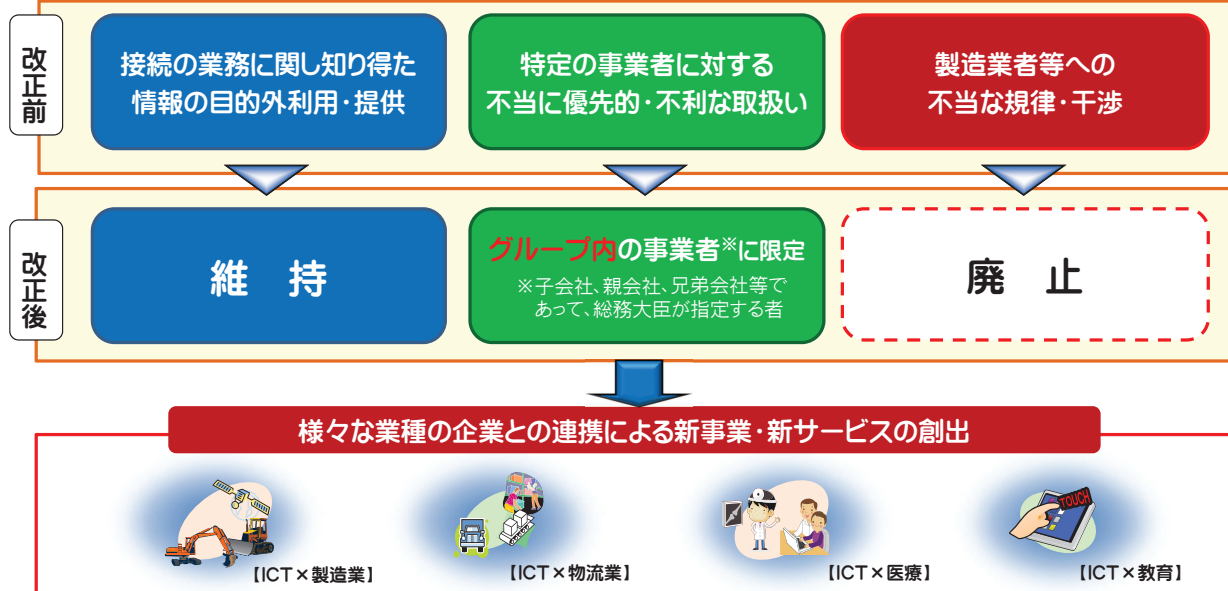 改正前
接続の業務に関し知り得た
情報の目的外利用・提供
特定の事業者に対する
不当に優先的・不利な取扱い
製造業者等への
不当な規律・干渉
改正後
維 持
グループ内の事業者※に限定
※子会社、親会社、兄弟会社等で
あって、総務大臣が指定する者
廃 止
様々な業種の企業との連携による新事業・新サービスの創出
TOUCH
【ICT×製造業】
【ICT×物流業】
【ICT×医療】
【ICT×教育】